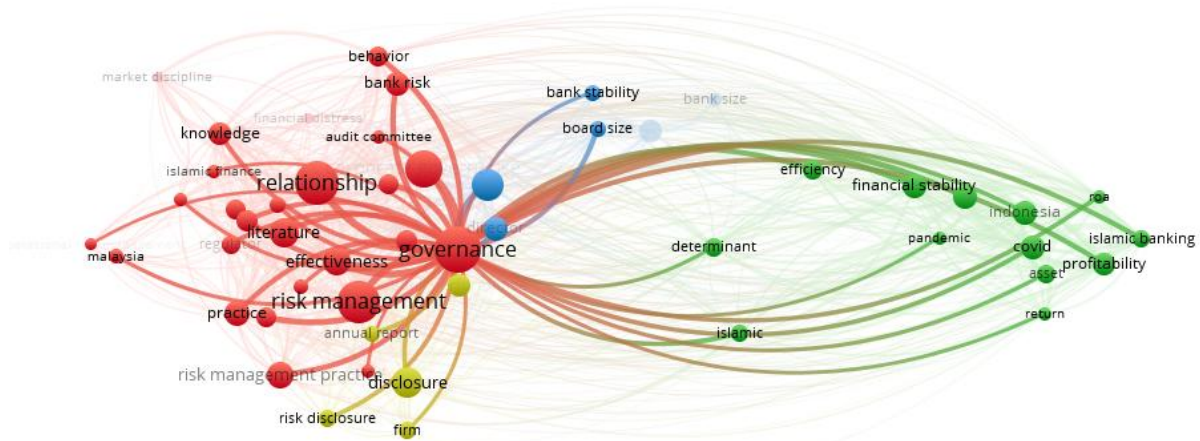 behavior
market discipline
bank risk
bank stability
bank size
financial distress
knowledge
audit committee
board size
islamic finance
efficiency
relationship
financial stability
roa
indonesia
director
literature
regulator
governance
determinant
pandemic
covid
islamic banking
malaysia
effectiveness
profitability
asset
risk management
practice
annual report
islamic
return
risk management practice
disclosure
risk disclosure
firm